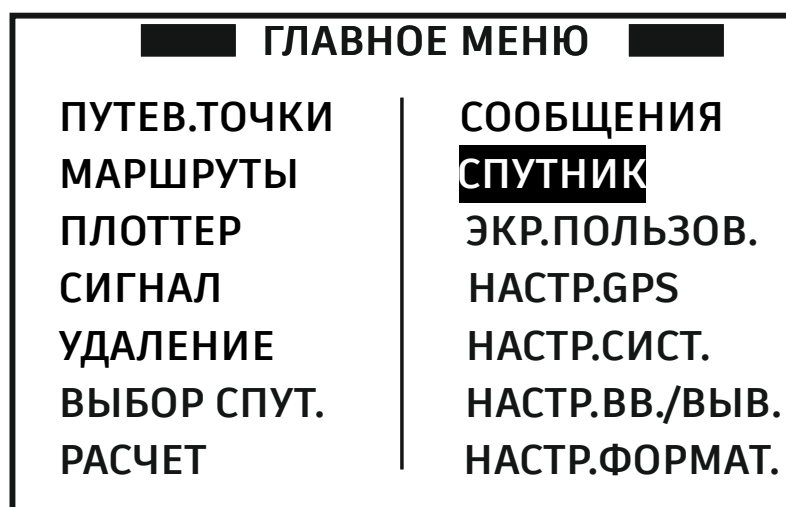 ГЛАВНОЕ МЕНЮ
ПУТЕВ.ТОЧКИ
МАРШРУТЫ
ПЛОТТЕР
СИГНАЛ
УДАЛЕНИЕ
ВЫБОР СПУТ.
РАСЧЕТ
СООБЩЕНИЯ
СПУТНИК
ЭКР.ПОЛЬЗОВ.
НАСТР.GPS
НАСТР.СИСТ.
НАСТР.ВВ./ВЫВ.
НАСТР.ФОРМАТ.